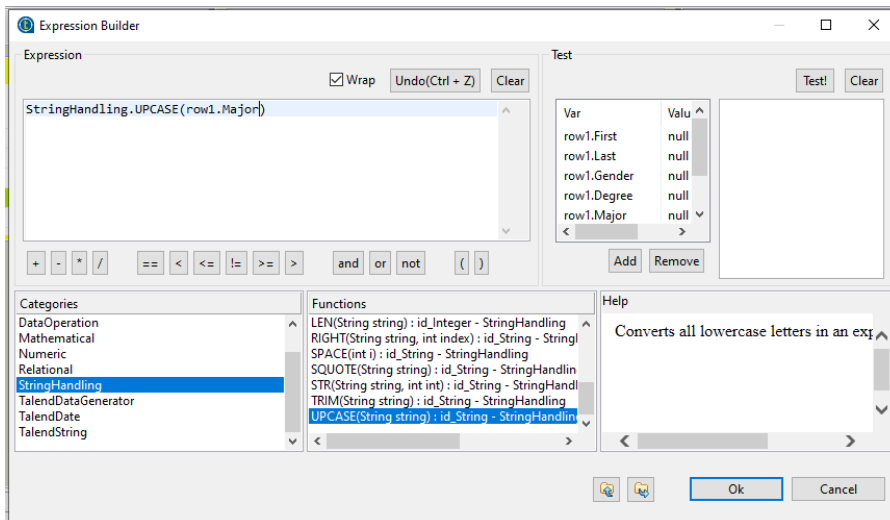 Expression Builder
Expression
Wrap
Undo(Ctrl + Z)
Clear
StringHandling.UPCASE(row1.Major)
+ - * / == < <= != >= > and or not ( )
Test
Test!
Clear
Var Valu
row1.First null
row1.Last null
row1.Gender null
row1.Degree null
row1.Major null
Add
Remove
Categories
DataOperation
Mathematical
Numeric
Relational
StringHandling
TalendDataGenerator
TalendDate
TalendString
Functions
LEN(String string) : id_Integer - StringHandling
RIGHT(String string, int index) : id_String - Stringl
SPACE(int i) : id_String - StringHandling
SQUOTE(String string) : id_String - StringHandlin
STR(String string, int int) : id_String - StringHandl
TRIM(String string) : id_String - StringHandling
UPCASE(String string) : id_String - StringHandling
Help
Converts all lowercase letters in an exp
Ok
Cancel